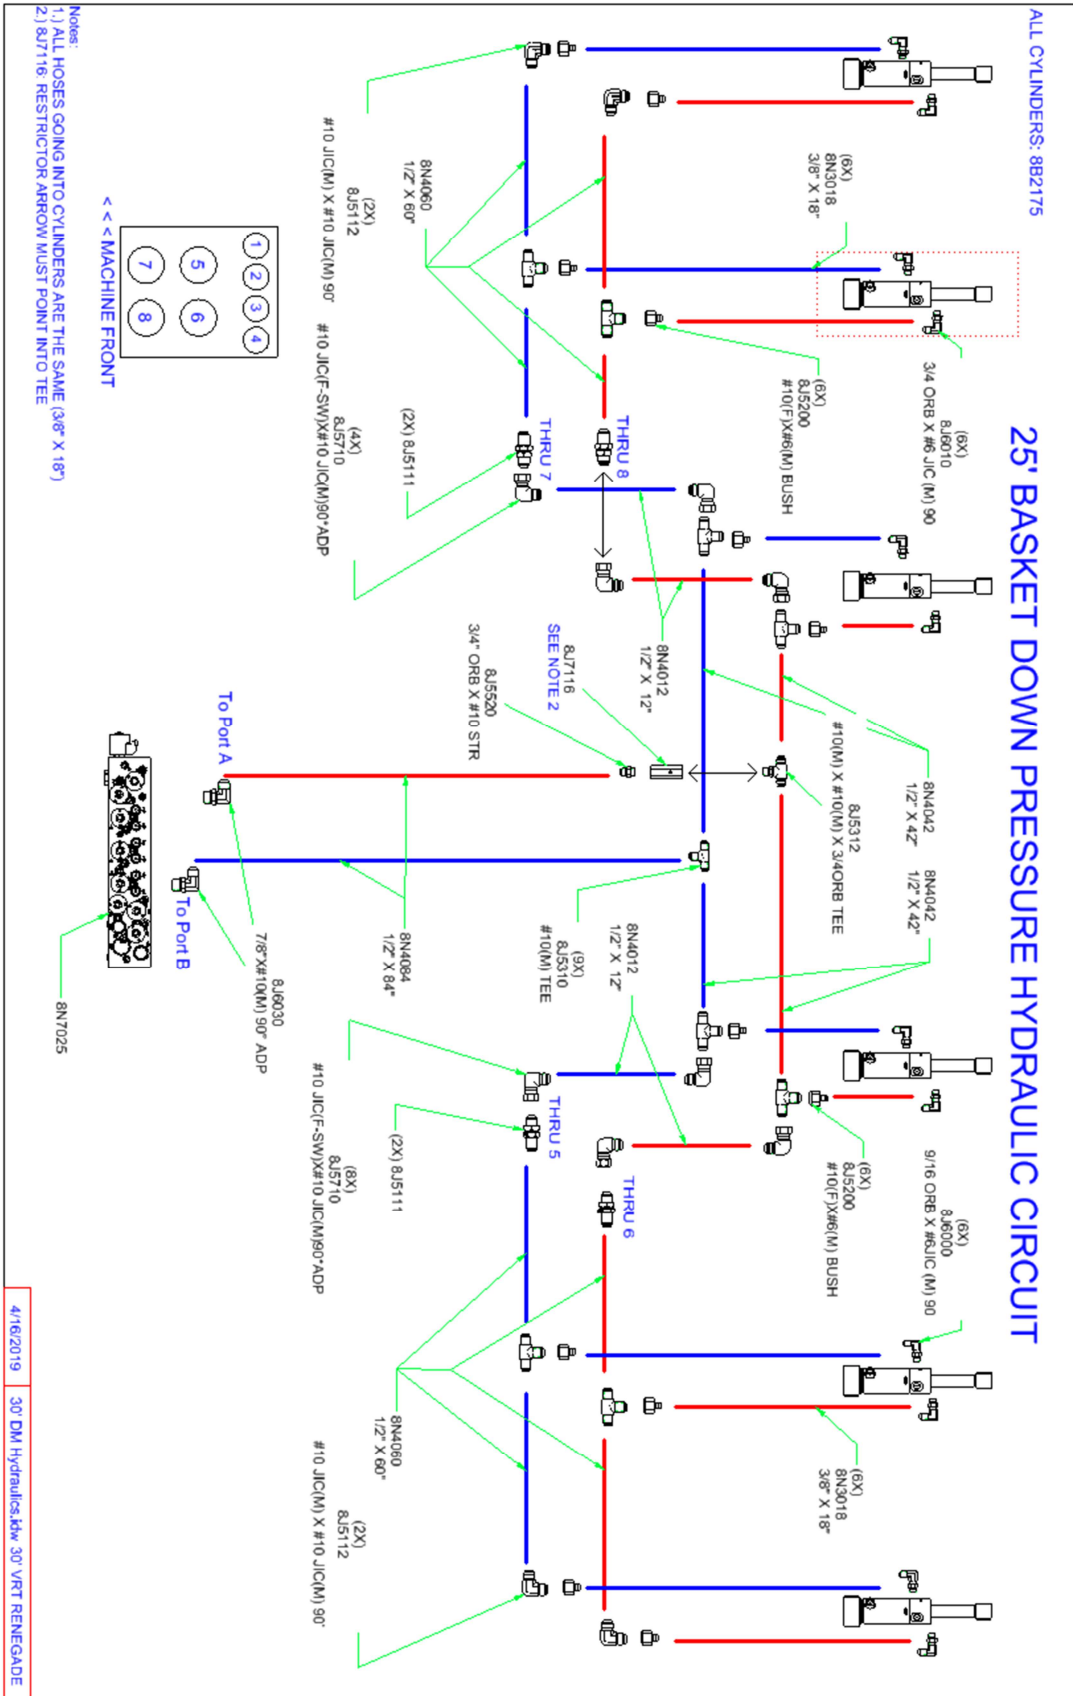 25' BASKET DOWN PRESSURE HYDRAULIC CIRCUIT
ALL CYLINDERS: 8B2175
(6X)
8N3018
3/8" X 18"
(6X)
8J6010
3/4 ORB X #6 JIC (M) 90
(6X)
8J5200
#10(F)X#6(M) BUSH
8N4042
1/2" X 42"
8N4042
1/2" X 42"
8J5312
#10(M) X #10(M) X 3/4ORB TEE
(6X)
8J6000
9/16 ORB X #6JIC (M) 90
(6X)
8J5200
#10(F)X#6(M) BUSH
(6X)
8N3018
3/8" X 18"
THRU 8
THRU 7
8N4012
1/2" X 12"
8J7116
SEE NOTE 2
8J5520
3/4" ORB X #10 STR
8N4012
1/2" X 12"
(9X)
8J5310
#10(M) TEE
THRU 5
THRU 6
8N4060
1/2" X 60"
(2X)
8J5112
#10 JIC(M) X #10 JIC(M) 90°
(2X) 8J5111
(4X)
8J5710
#10 JIC(F-SW)X#10 JIC(M)90°ADP
8N4084
1/2" X 84"
(2X) 8J5111
(8X)
8J5710
#10 JIC(F-SW)X#10 JIC(M)90°ADP
8N4060
1/2" X 60"
(2X)
8J5112
#10 JIC(M) X #10 JIC(M) 90°
To Port A
To Port B
8J6030
7/8"X#10(M) 90° ADP
8N7025
1
2
3
4
5
6
7
8
< < < MACHINE FRONT
Notes:
1.) ALL HOSES GOING INTO CYLINDERS ARE THE SAME (3/8" X 18")
2.) 8J7116: RESTRICTOR ARROW MUST POINT INTO TEE
4/16/2019
30' DM Hydraulics.idw 30' VRT RENEGADE